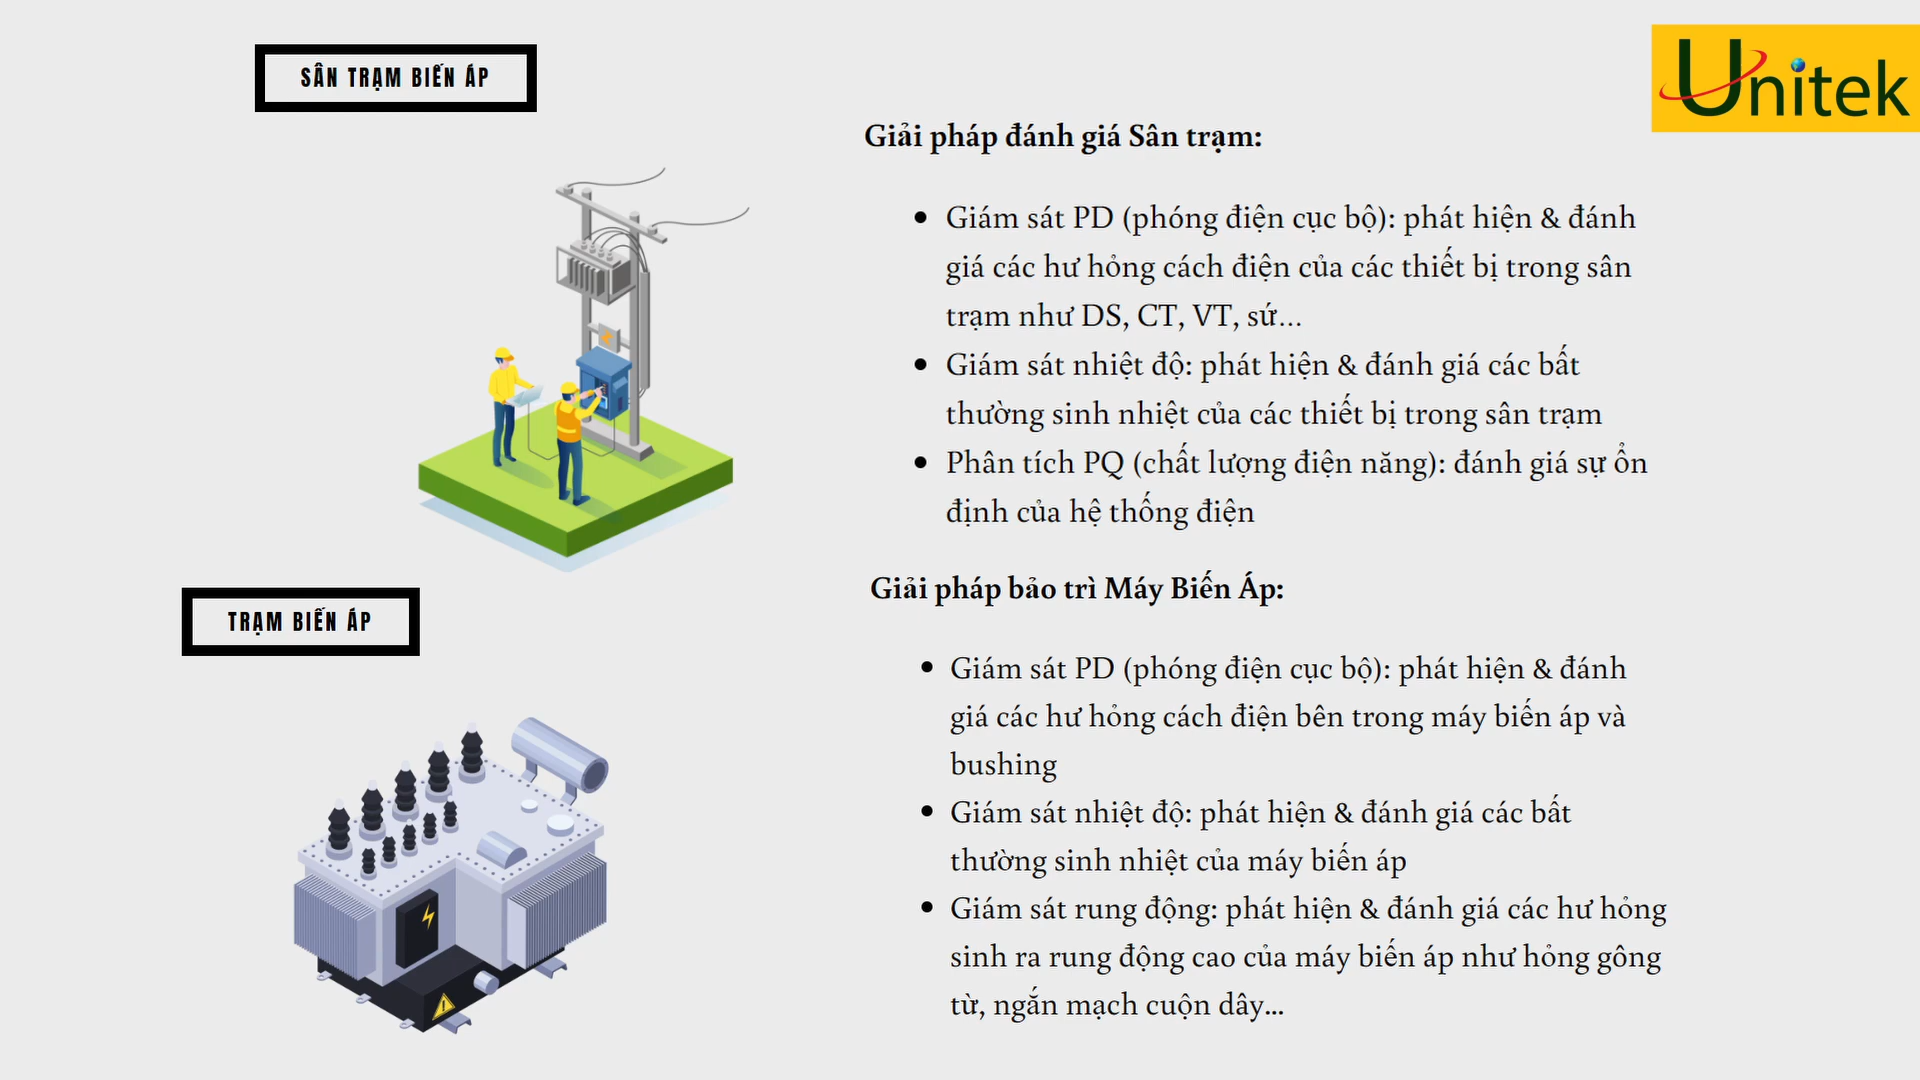 SÂN TRẠM BIẾN ÁP
Unitek
Giải pháp đánh giá Sân trạm:
• Giám sát PD (phóng điện cục bộ): phát hiện & đánh
giá các hư hỏng cách điện của các thiết bị trong sân
trạm như DS, CT, VT, sứ...
• Giám sát nhiệt độ: phát hiện & đánh giá các bất
thường sinh nhiệt của các thiết bị trong sân trạm
• Phân tích PQ (chất lượng điện năng): đánh giá sự ổn
định của hệ thống điện
TRẠM BIẾN ÁP
Giải pháp bảo trì Máy Biến Áp:
• Giám sát PD (phóng điện cục bộ): phát hiện & đánh
giá các hư hỏng cách điện bên trong máy biến áp và
bushing
• Giám sát nhiệt độ: phát hiện & đánh giá các bất
thường sinh nhiệt của máy biến áp
• Giám sát rung động: phát hiện & đánh giá các hư hỏng
sinh ra rung động cao của máy biến áp như hỏng gông
từ, ngắn mạch cuộn dây...